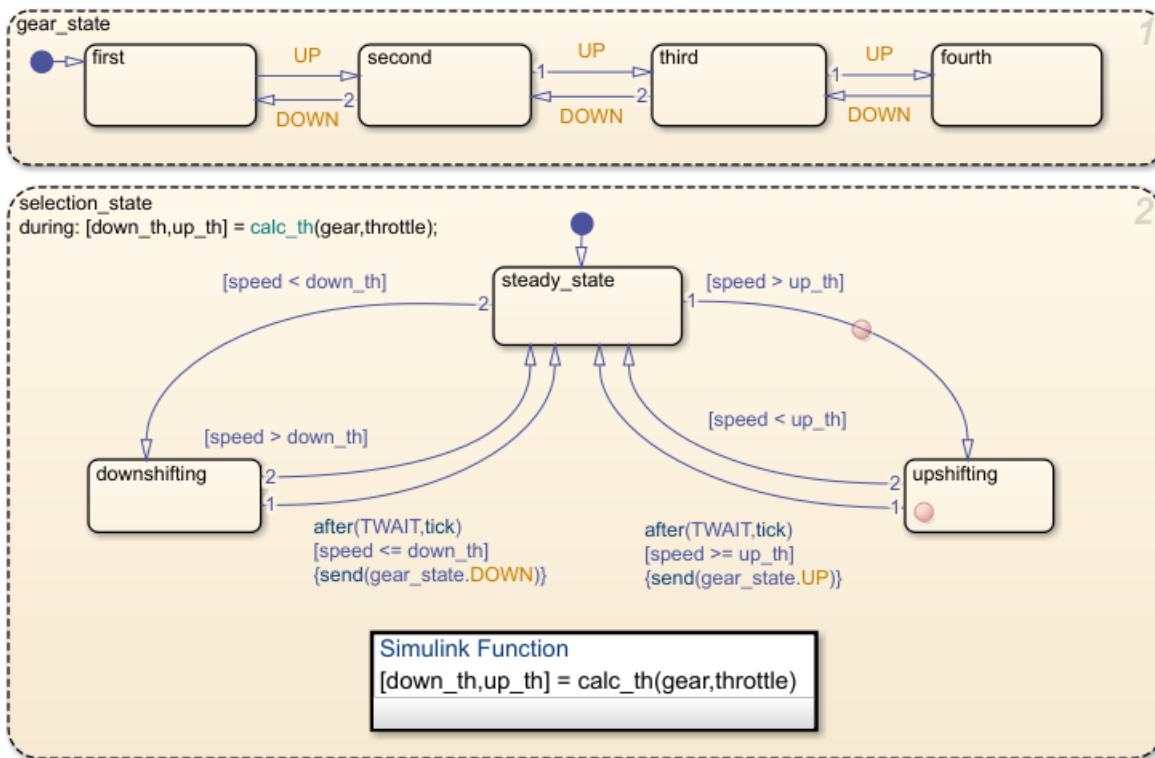 gear_state
1
first
UP
second
UP
third
UP
fourth
1
1
2
2
DOWN
DOWN
DOWN
selection_state
2
during: [down_th,up_th] = calc_th(gear,throttle);
[speed < down_th]
steady_state
[speed > up_th]
2
1
[speed > down_th]
[speed < up_th]
downshifting
2
1
2
1
upshifting
after(TWAIT,tick)
[speed <= down_th]
{send(gear_state.DOWN)}
after(TWAIT,tick)
[speed >= up_th]
{send(gear_state.UP)}
Simulink Function
[down_th,up_th] = calc_th(gear,throttle)